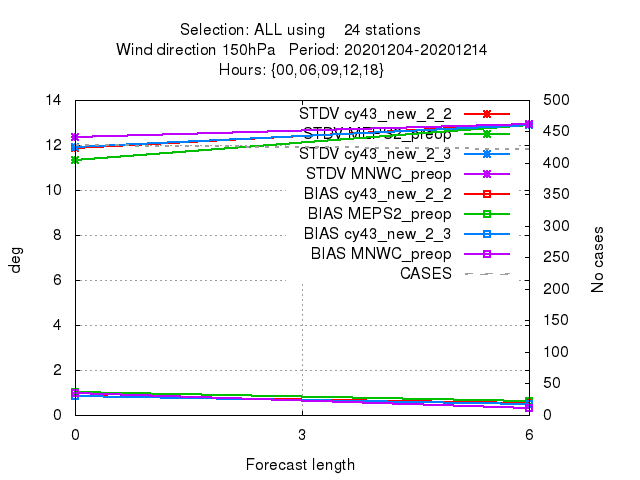 Selection: ALL using 24 stations
Wind direction 150hPa Period: 20201204-20201214
Hours: {00,06,09,12,18}
14 500
STDV cy43_new_2_2
450
STDV MEPS2_preop
12
400
STDV cy43_new_2_3
STDV MNWC_preop
350
10
BIAS cy43_new_2_2
BIAS MEPS2_preop
300
8
BIAS cy43_new_2_3
deg
250
No cases
BIAS MNWC_preop
CASES
6
200
150
4
100
2
50
0 0
0 3 6
Forecast length